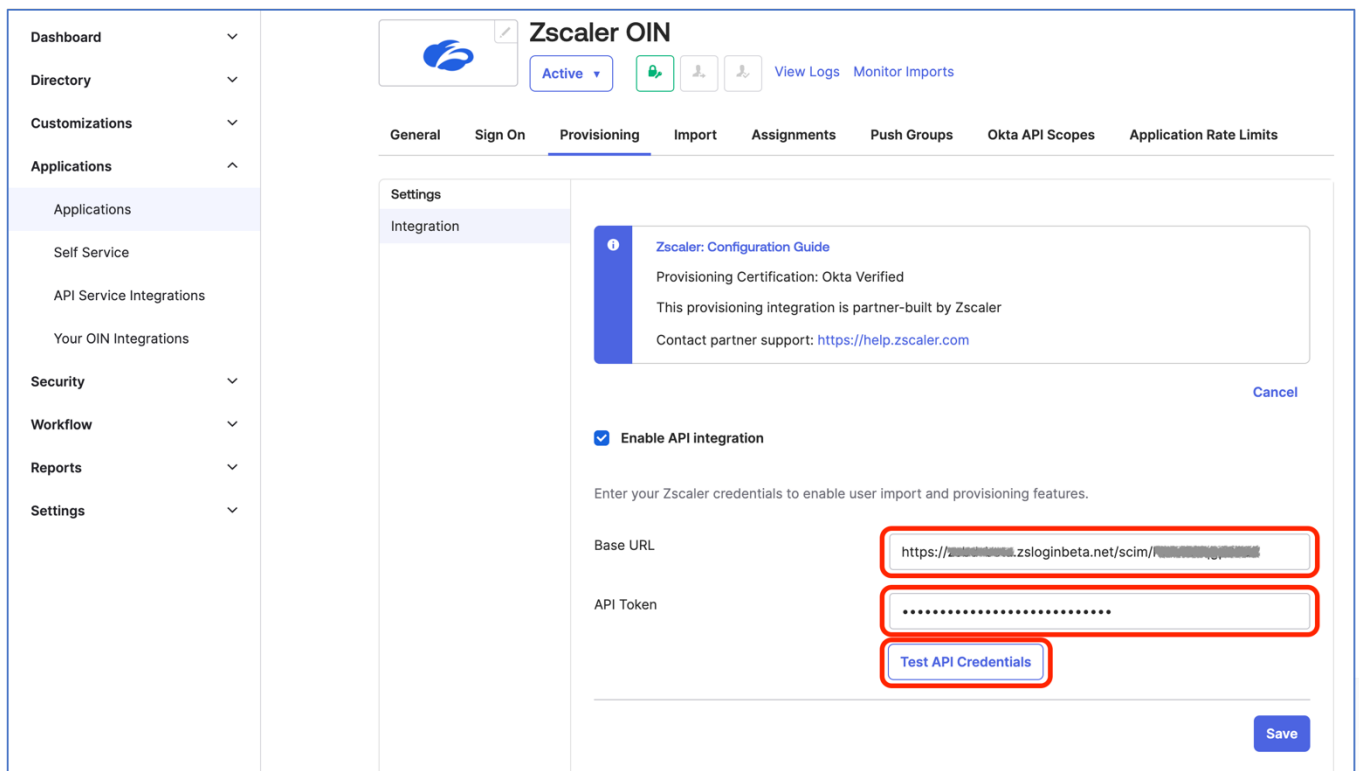 Dashboard
Directory
Customizations
Applications
Applications
Self Service
API Service Integrations
Your OIN Integrations
Security
Workflow
Reports
Settings
Zscaler OIN
Active
View Logs Monitor Imports
General Sign On Provisioning Import Assignments Push Groups Okta API Scopes Application Rate Limits
Settings
Integration
Zscaler: Configuration Guide
Provisioning Certification: Okta Verified
This provisioning integration is partner-built by Zscaler
Contact partner support: https://help.zscaler.com
Cancel
Enable API integration
Enter your Zscaler credentials to enable user import and provisioning features.
Base URL
https:// .zsloginbeta.net/scim/
API Token
••••••••••••••••••••••••••••
Test API Credentials
Save